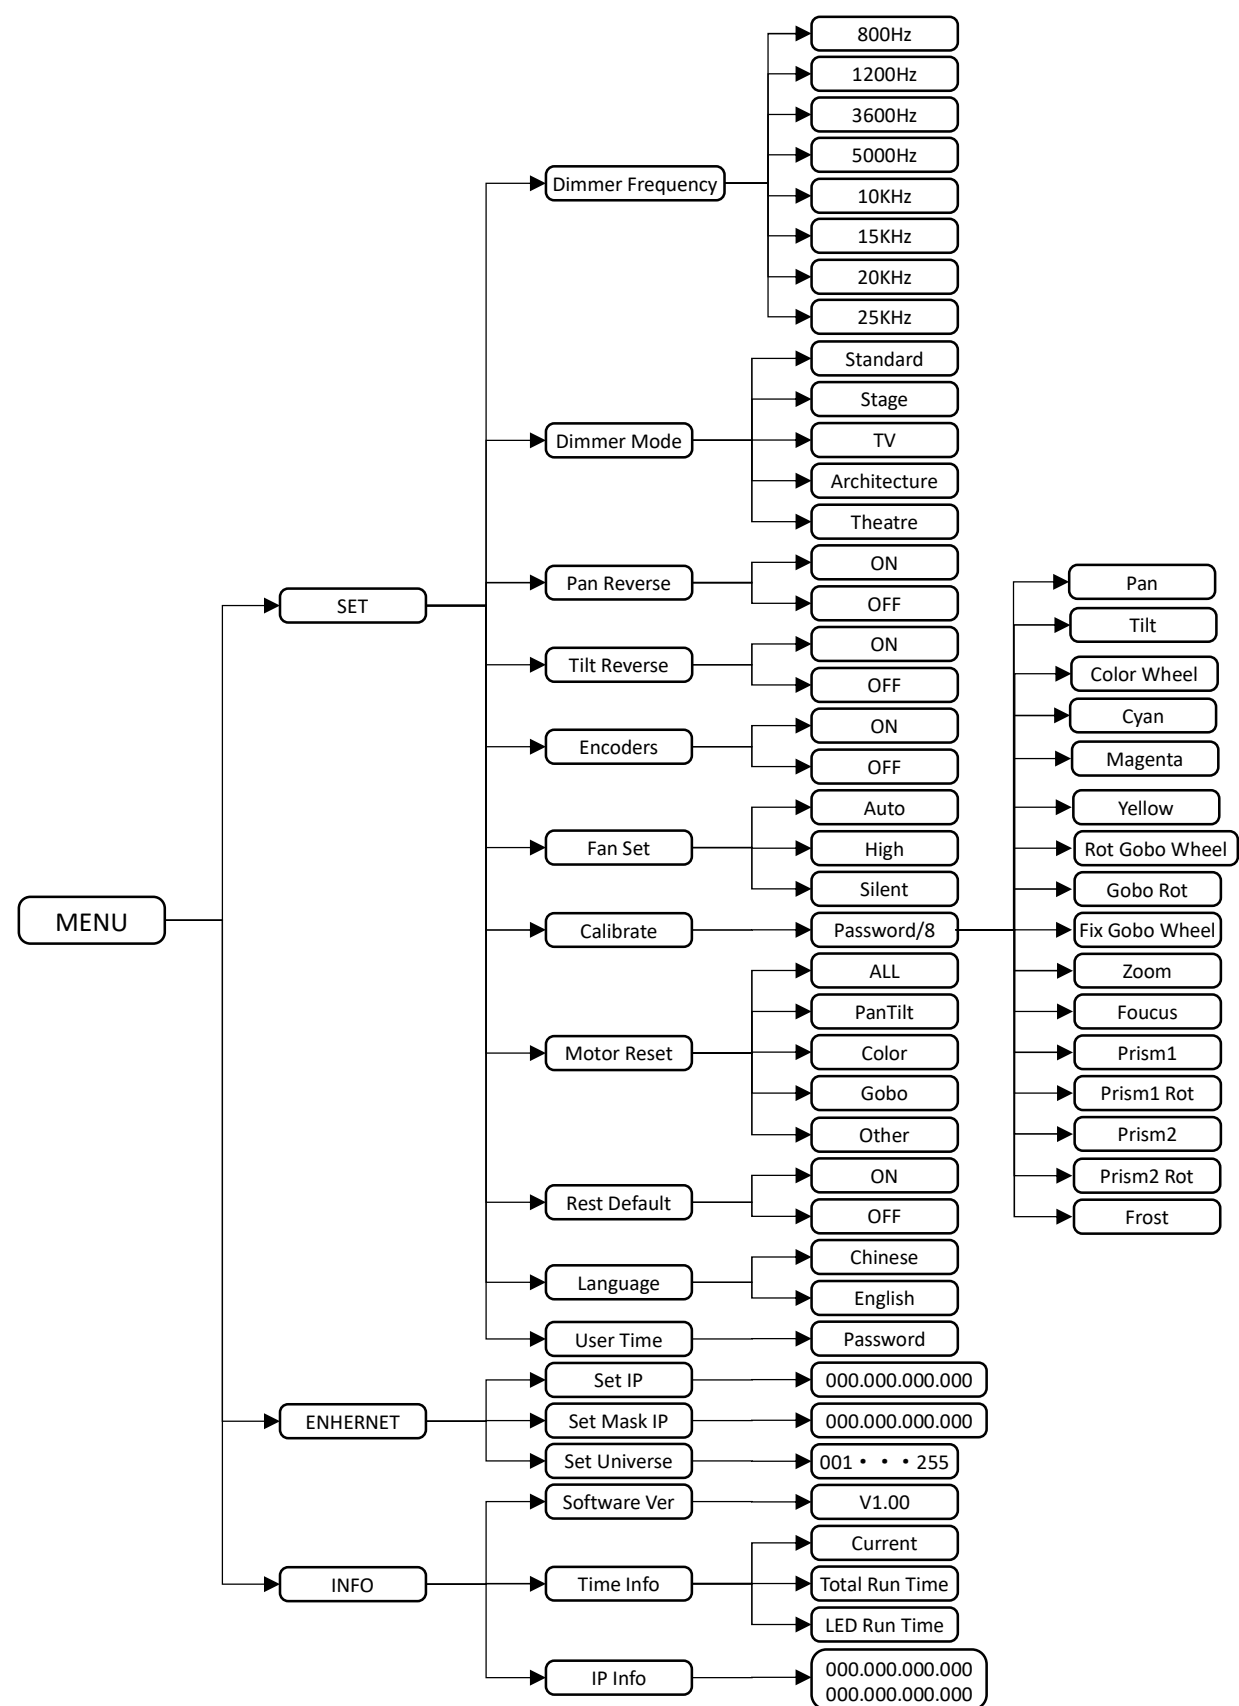 MENU
SET
Dimmer Frequency
800Hz
1200Hz
3600Hz
5000Hz
10KHz
15KHz
20KHz
25KHz
Dimmer Mode
Standard
Stage
TV
Architecture
Theatre
Pan Reverse
ON
OFF
Tilt Reverse
ON
OFF
Encoders
ON
OFF
Fan Set
Auto
High
Silent
Calibrate
Password/8
Pan
Tilt
Color Wheel
Cyan
Magenta
Yellow
Rot Gobo Wheel
Gobo Rot
Fix Gobo Wheel
Zoom
Foucus
Prism1
Prism1 Rot
Prism2
Prism2 Rot
Frost
Motor Reset
ALL
PanTilt
Color
Gobo
Other
Rest Default
ON
OFF
Language
Chinese
English
User Time
Password
ENHERNET
Set IP
000.000.000.000
Set Mask IP
000.000.000.000
Set Universe
001・・・255
INFO
Software Ver
V1.00
Time Info
Current
Total Run Time
LED Run Time
IP Info
000.000.000.000
000.000.000.000